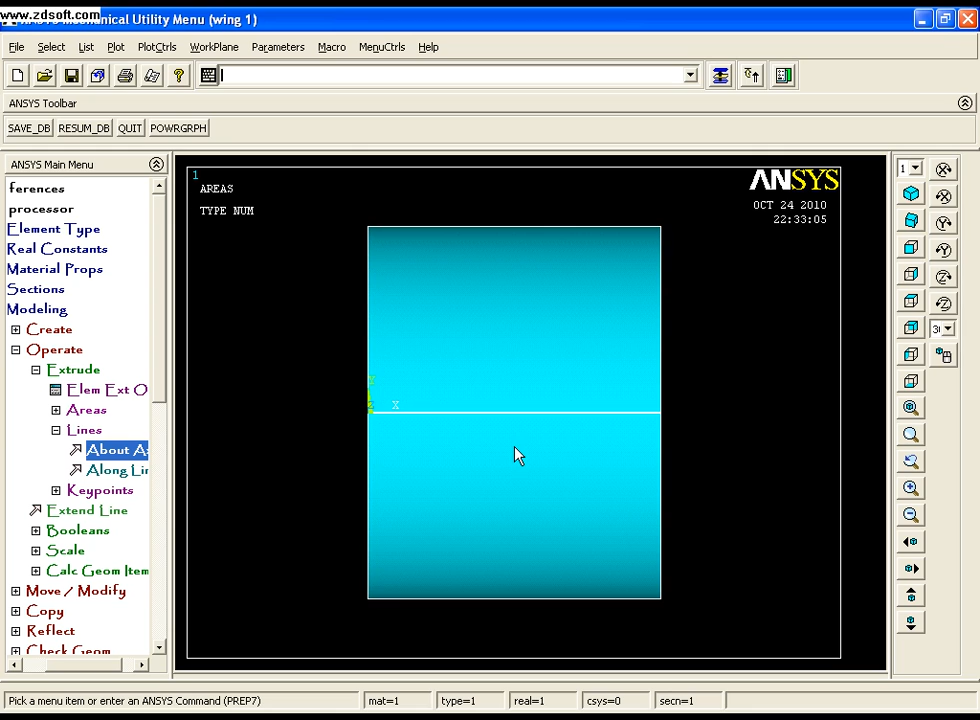 www.zdsoft.com
Mechanical Utility Menu (wing 1)
File Select List Plot PlotCtrls WorkPlane Parameters Macro MenuCtrls Help
ANSYS Toolbar
SAVE_DB RESUM_DB QUIT POWRGRPH
ANSYS Main Menu
ferences
processor
Element Type
Real Constants
Material Props
Sections
Modeling
Create
Operate
Extrude
Elem Ext O
Areas
Lines
About A
Along Lin
Keypoints
Extend Line
Booleans
Scale
Calc Geom Item
Move / Modify
Copy
Reflect
Check Geom
1
AREAS
TYPE NUM
ANSYS
OCT 24 2010
22:33:05
X
1
Pick a menu item or enter an ANSYS Command (PREP7) mat=1 type=1 real=1 csys=0 secn=1